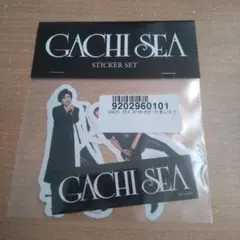 GACHI SEA
STICKER SET
9202960101
GACHI SEA